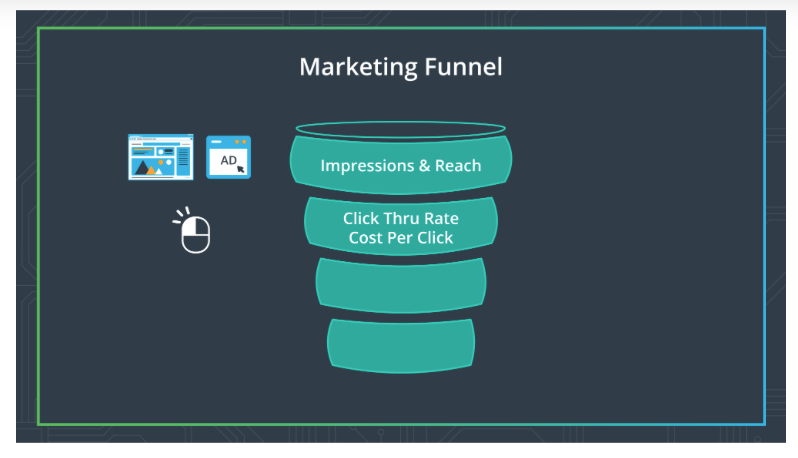 Marketing Funnel
AD
Impressions & Reach
Click Thru Rate
Cost Per Click